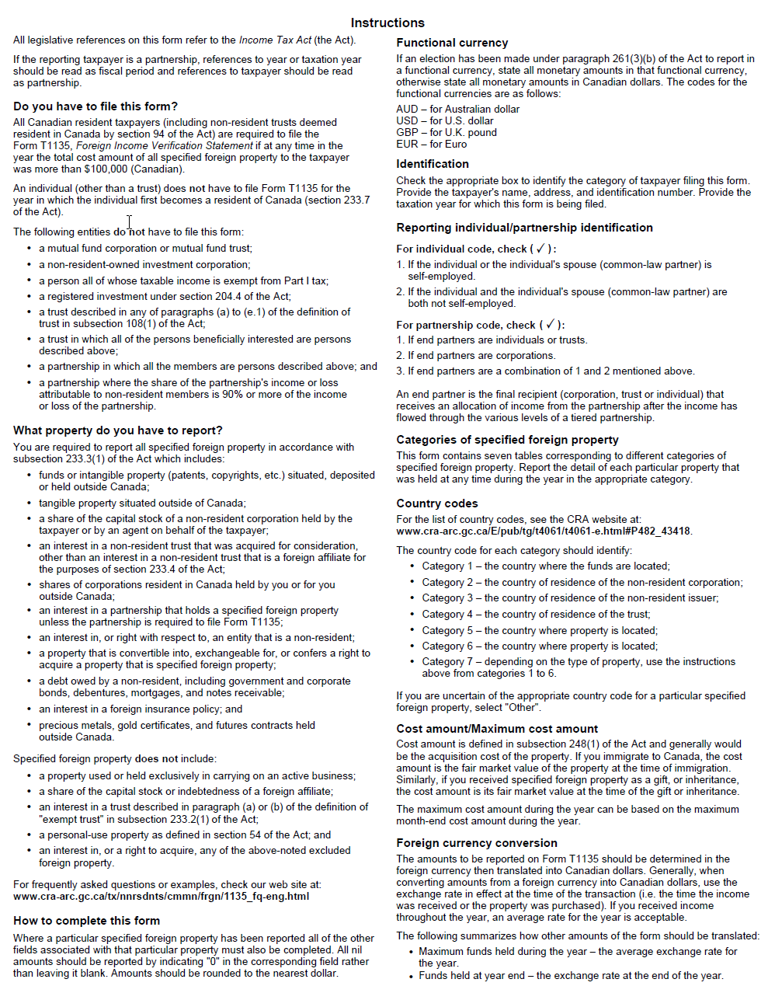 Instructions
All legislative references on this form refer to the Income Tax Act (the Act).
If the reporting taxpayer is a partnership, references to year or taxation year
should be read as fiscal period and references to taxpayer should be read
as partnership.
Do you have to file this form?
All Canadian resident taxpayers (including non-resident trusts deemed
resident in Canada by section 94 of the Act) are required to file the
Form T1135, Foreign Income Verification Statement if at any time in the
year the total cost amount of all specified foreign property to the taxpayer
was more than $100,000 (Canadian).
An individual (other than a trust) does not have to file Form T1135 for the
year in which the individual first becomes a resident of Canada (section 233.7
of the Act).
The following entities do not have to file this form:
• a mutual fund corporation or mutual fund trust;
• a non-resident-owned investment corporation;
• a person all of whose taxable income is exempt from Part I tax;
• a registered investment under section 204.4 of the Act;
• a trust described in any of paragraphs (a) to (e.1) of the definition of
trust in subsection 108(1) of the Act;
• a trust in which all of the persons beneficially interested are persons
described above;
• a partnership in which all the members are persons described above; and
• a partnership where the share of the partnership's income or loss
attributable to non-resident members is 90% or more of the income
or loss of the partnership.
What property do you have to report?
You are required to report all specified foreign property in accordance with
subsection 233.3(1) of the Act which includes:
• funds or intangible property (patents, copyrights, etc.) situated, deposited
or held outside Canada;
• tangible property situated outside of Canada;
• a share of the capital stock of a non-resident corporation held by the
taxpayer or by an agent on behalf of the taxpayer;
• an interest in a non-resident trust that was acquired for consideration,
other than an interest in a non-resident trust that is a foreign affiliate for
the purposes of section 233.4 of the Act;
• shares of corporations resident in Canada held by you or for you
outside Canada;
• an interest in a partnership that holds a specified foreign property
unless the partnership is required to file Form T1135;
• an interest in, or right with respect to, an entity that is a non-resident;
• a property that is convertible into, exchangeable for, or confers a right to
acquire a property that is specified foreign property;
• a debt owed by a non-resident, including government and corporate
bonds, debentures, mortgages, and notes receivable;
• an interest in a foreign insurance policy; and
• precious metals, gold certificates, and futures contracts held
outside Canada.
Specified foreign property does not include:
• a property used or held exclusively in carrying on an active business;
• a share of the capital stock or indebtedness of a foreign affiliate;
• an interest in a trust described in paragraph (a) or (b) of the definition of
"exempt trust" in subsection 233.2(1) of the Act;
• a personal-use property as defined in section 54 of the Act; and
• an interest in, or a right to acquire, any of the above-noted excluded
foreign property.
For frequently asked questions or examples, check our web site at:
www.cra-arc.gc.ca/tx/nnrsdnts/cmmn/frgn/1135_fq-eng.html
How to complete this form
Where a particular specified foreign property has been reported all of the other
fields associated with that particular property must also be completed. All nil
amounts should be reported by indicating "0" in the corresponding field rather
than leaving it blank. Amounts should be rounded to the nearest dollar.
Functional currency
If an election has been made under paragraph 261(3)(b) of the Act to report in
a functional currency, state all monetary amounts in that functional currency,
otherwise state all monetary amounts in Canadian dollars. The codes for the
functional currencies are as follows:
AUD – for Australian dollar
USD – for U.S. dollar
GBP – for U.K. pound
EUR – for Euro
Identification
Check the appropriate box to identify the category of taxpayer filing this form.
Provide the taxpayer's name, address, and identification number. Provide the
taxation year for which this form is being filed.
Reporting individual/partnership identification
For individual code, check ( ✓ ) :
1. If the individual or the individual's spouse (common-law partner) is
self-employed.
2. If the individual and the individual's spouse (common-law partner) are
both not self-employed.
For partnership code, check ( ✓ ):
1. If end partners are individuals or trusts.
2. If end partners are corporations.
3. If end partners are a combination of 1 and 2 mentioned above.
An end partner is the final recipient (corporation, trust or individual) that
receives an allocation of income from the partnership after the income has
flowed through the various levels of a tiered partnership.
Categories of specified foreign property
This form contains seven tables corresponding to different categories of
specified foreign property. Report the detail of each particular property that
was held at any time during the year in the appropriate category.
Country codes
For the list of country codes, see the CRA website at:
www.cra-arc.gc.ca/E/pub/tg/t4061/t4061-e.html#P482_43418.
The country code for each category should identify:
• Category 1 – the country where the funds are located;
• Category 2 – the country of residence of the non-resident corporation;
• Category 3 – the country of residence of the non-resident issuer;
• Category 4 – the country of residence of the trust;
• Category 5 – the country where property is located;
• Category 6 – the country where property is located;
• Category 7 – depending on the type of property, use the instructions
above from categories 1 to 6.
If you are uncertain of the appropriate country code for a particular specified
foreign property, select "Other".
Cost amount/Maximum cost amount
Cost amount is defined in subsection 248(1) of the Act and generally would
be the acquisition cost of the property. If you immigrate to Canada, the cost
amount is the fair market value of the property at the time of immigration.
Similarly, if you received specified foreign property as a gift, or inheritance,
the cost amount is its fair market value at the time of the gift or inheritance.
The maximum cost amount during the year can be based on the maximum
month-end cost amount during the year.
Foreign currency conversion
The amounts to be reported on Form T1135 should be determined in the
foreign currency then translated into Canadian dollars. Generally, when
converting amounts from a foreign currency into Canadian dollars, use the
exchange rate in effect at the time of the transaction (i.e. the time the income
was received or the property was purchased). If you received income
throughout the year, an average rate for the year is acceptable.
The following summarizes how other amounts of the form should be translated:
• Maximum funds held during the year – the average exchange rate for
the year.
• Funds held at year end – the exchange rate at the end of the year.